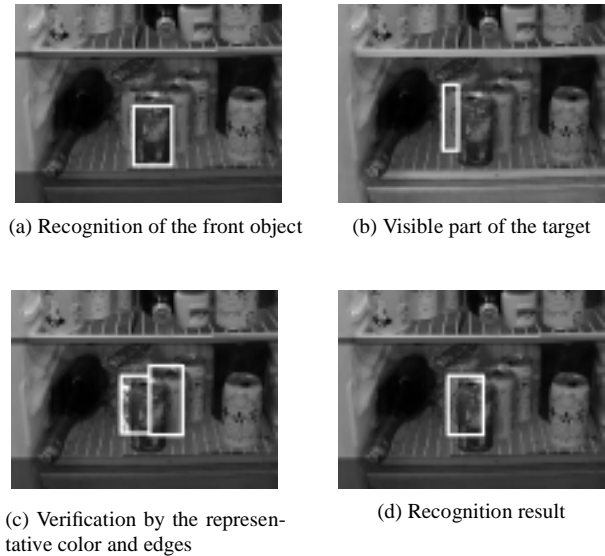 (a) Recognition of the front object
(b) Visible part of the target
(c) Verification by the represen-
tative color and edges
(d) Recognition result